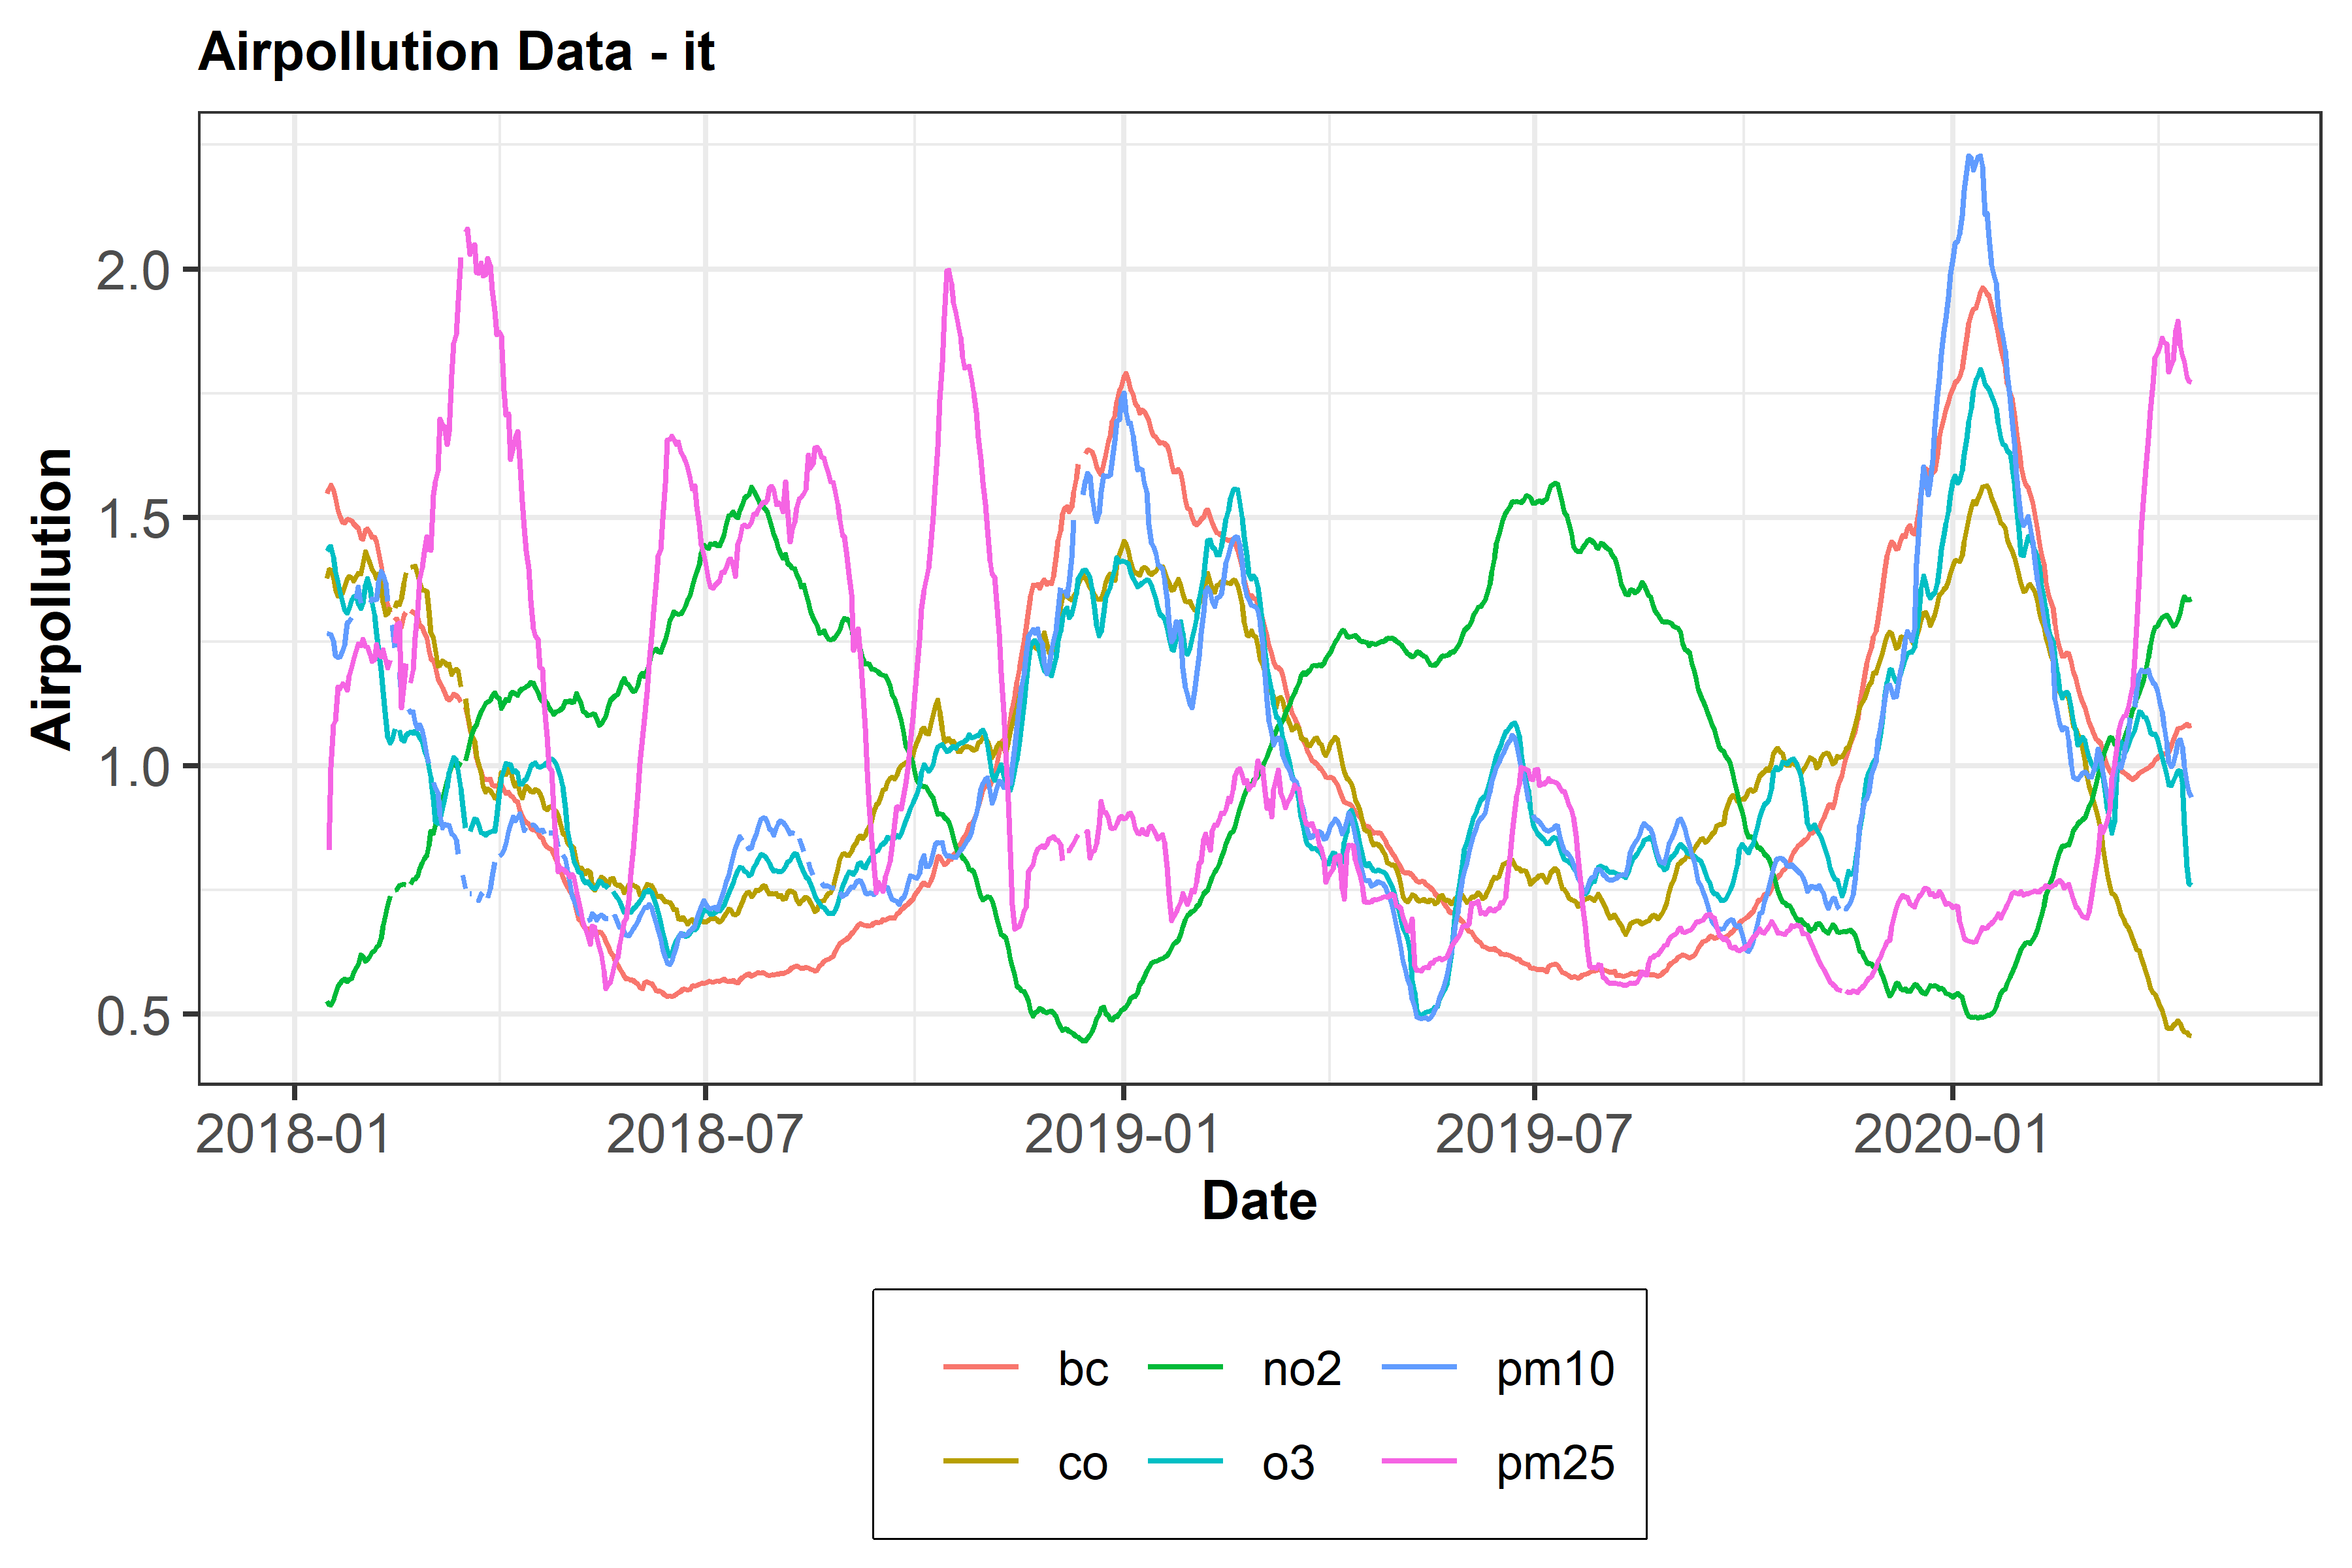 Airpollution Data - it
Airpollution
2.0
1.5
1.0
0.5
2018-01 2018-07 2019-01 2019-07 2020-01
Date
bc no2 pm10
co o3 pm25